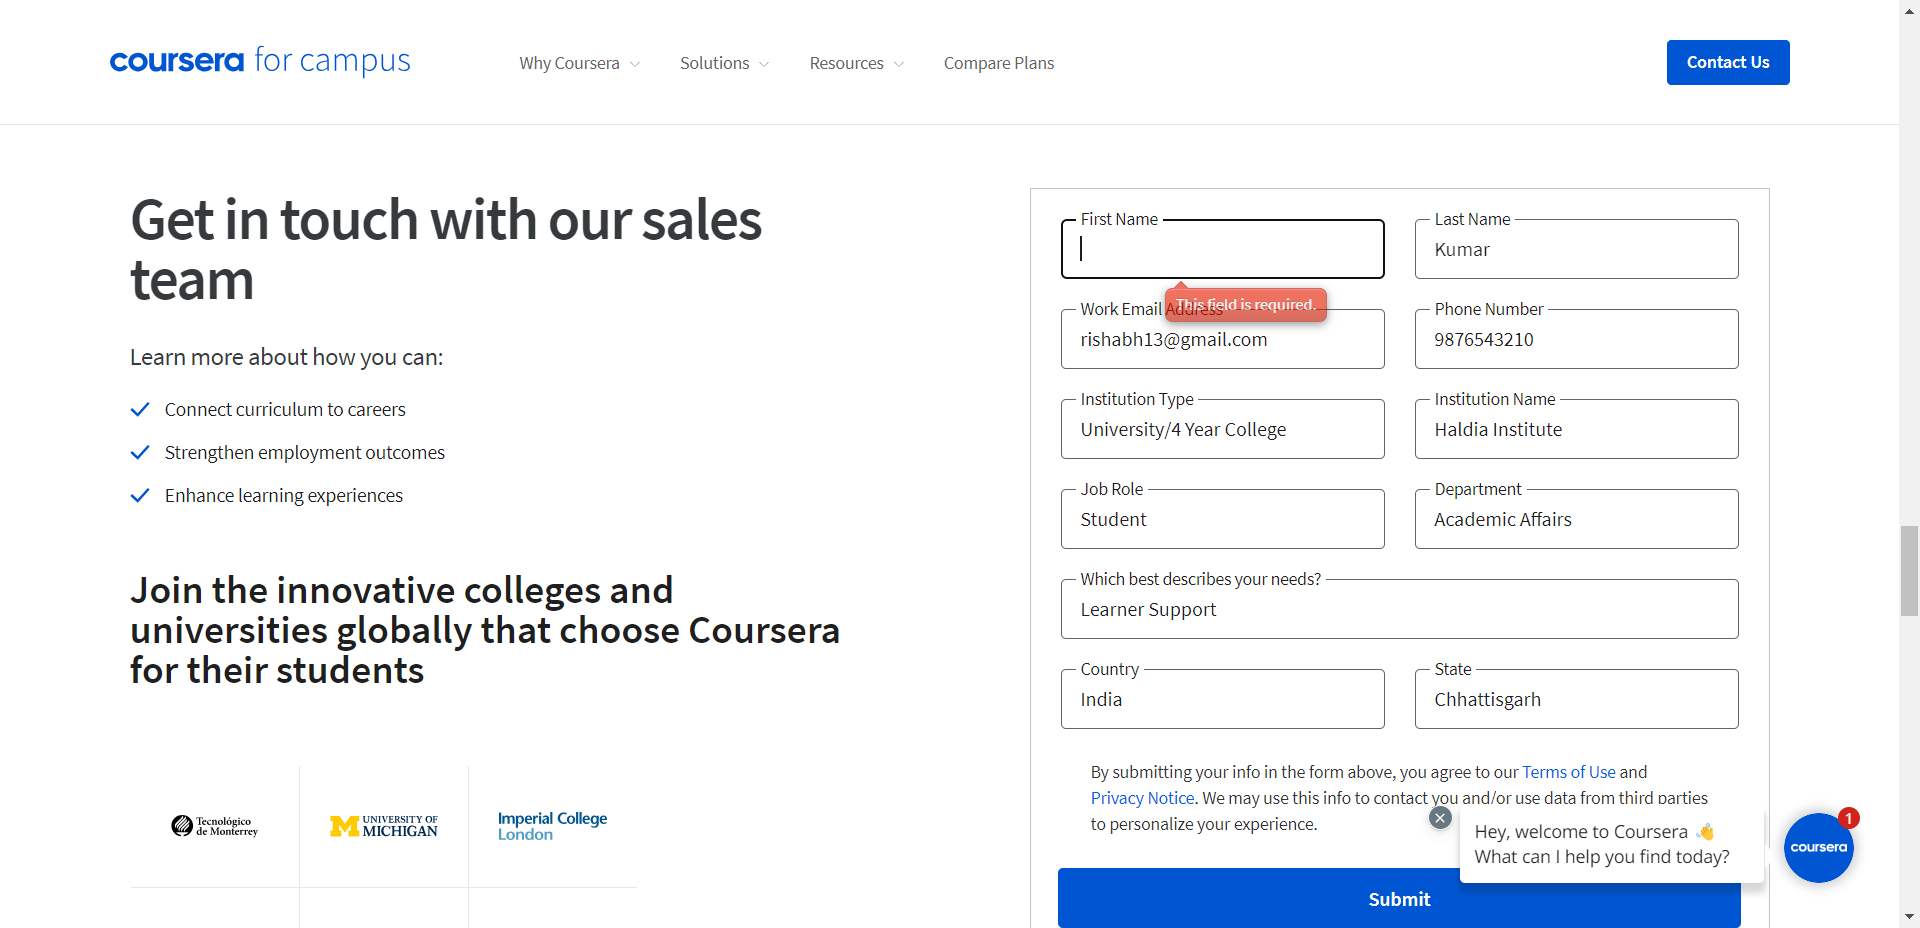 coursera for campus
Why Coursera
Solutions
Resources
Compare Plans
Contact Us
Get in touch with our sales
team
Learn more about how you can:
Connect curriculum to careers
Strengthen employment outcomes
Enhance learning experiences
Join the innovative colleges and
universities globally that choose Coursera
for their students
Tecnológico
de Monterrey
M UNIVERSITY OF
MICHIGAN
Imperial College
London
First Name
Last Name
Kumar
This field is required.
Work Email Address
rishabh13@gmail.com
Phone Number
9876543210
Institution Type
University/4 Year College
Institution Name
Haldia Institute
Job Role
Student
Department
Academic Affairs
Which best describes your needs?
Learner Support
Country
India
State
Chhattisgarh
By submitting your info in the form above, you agree to our Terms of Use and
Privacy Notice. We may use this info to contact you and/or use data from third parties
to personalize your experience.
Hey, welcome to Coursera 👋
What can I help you find today?
1
coursera
Submit